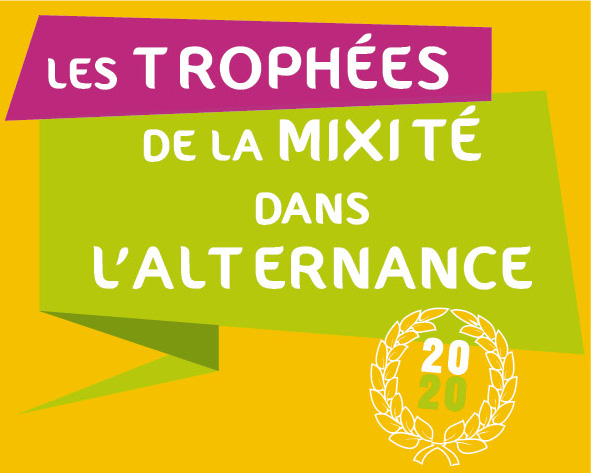 LES TROPHÉES
DE LA MIXITÉ
DANS
L'ALTERNANCE
20
20